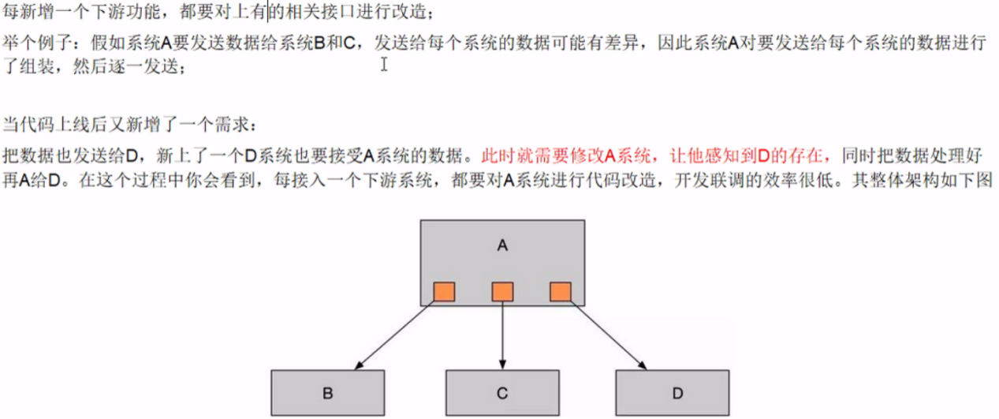 每新增一个下游功能，都要对上有的相关接口进行改造；
举个例子：假如系统A要发送数据给系统B和C，发送给每个系统的数据可能有差异，因此系统A对要发送给每个系统的数据进行
了组装，然后逐一发送；
当代码上线后又新增了一个需求：
把数据也发送给D，新上了一个D系统也要接受A系统的数据。此时就需要修改A系统，让他感知到D的存在，同时把数据处理好
再A给D。在这个过程中你会看到，每接入一个下游系统，都要对A系统进行代码改造，开发联调的效率很低。其整体架构如下图
A
B
C
D